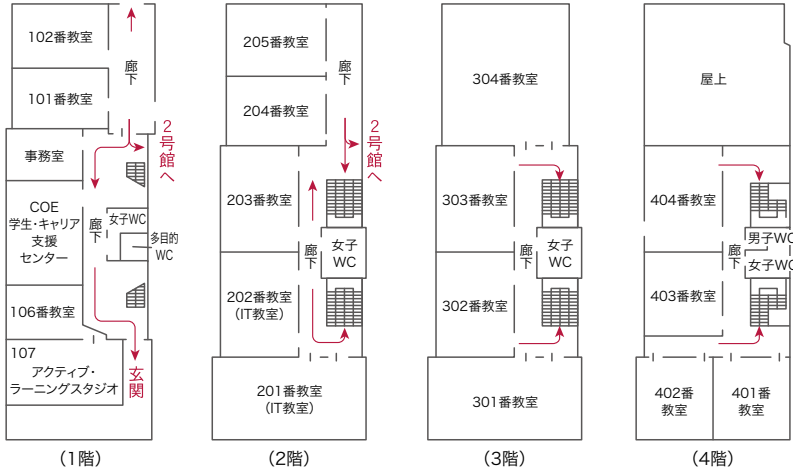 102番教室
廊下
101番教室
2号館へ
事務室
COE
学生・キャリア
支援
センター
廊下
女子WC
多目的
WC
106番教室
107
アクティブ・
ラーニングスタジオ
玄関
（1階）
205番教室
廊下
204番教室
2号館へ
203番教室
廊下
女子
WC
202番教室
（IT教室）
201番教室
（IT教室）
（2階）
304番教室
303番教室
廊下
女子
WC
302番教室
301番教室
（3階）
屋上
404番教室
廊下
男子WC
女子WC
403番教室
402番
教室
401番
教室
（4階）